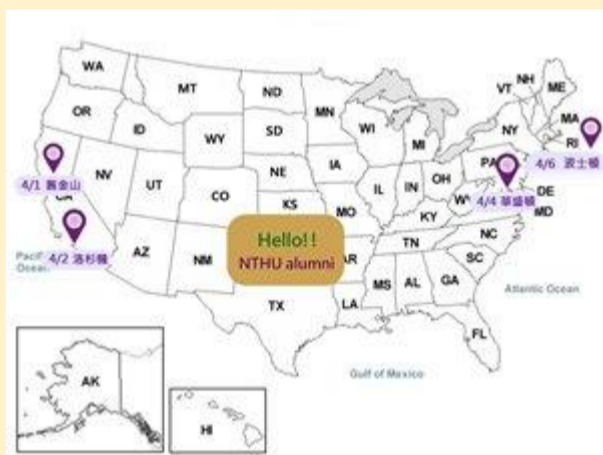 WA
MT
ND
MN
VT
NH
ME
OR
ID
WY
SD
WI
MI
NY
MA
RI
4/6 波士頓
4/1 舊金山
CA
NV
UT
CO
NE
IA
IL
IN
OH
PA
4/4 華盛頓
DE
MD
KS
MO
KY
4/2 洛杉磯
Pacific
Ocean
AZ
NM
Hello!!
NTHU alumni
AR
TN
NC
SC
MS
AL
GA
TX
LA
FL
Atlantic Ocean
Gulf of Mexico
AK
HI